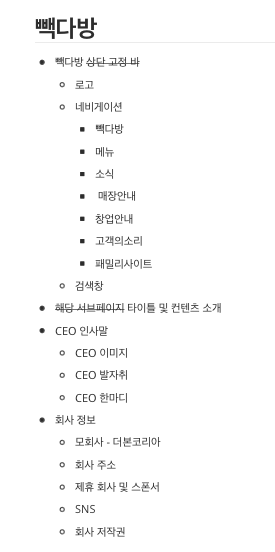 빽다방
빽다방 상단 고정 바
로고
네비게이션
빽다방
메뉴
소식
매장안내
창업안내
고객의소리
패밀리사이트
검색창
해당 서브페이지 타이틀 및 컨텐츠 소개
CEO 인사말
CEO 이미지
CEO 발자취
CEO 한마디
회사 정보
모회사 - 더본코리아
회사 주소
제휴 회사 및 스폰서
SNS
회사 저작권